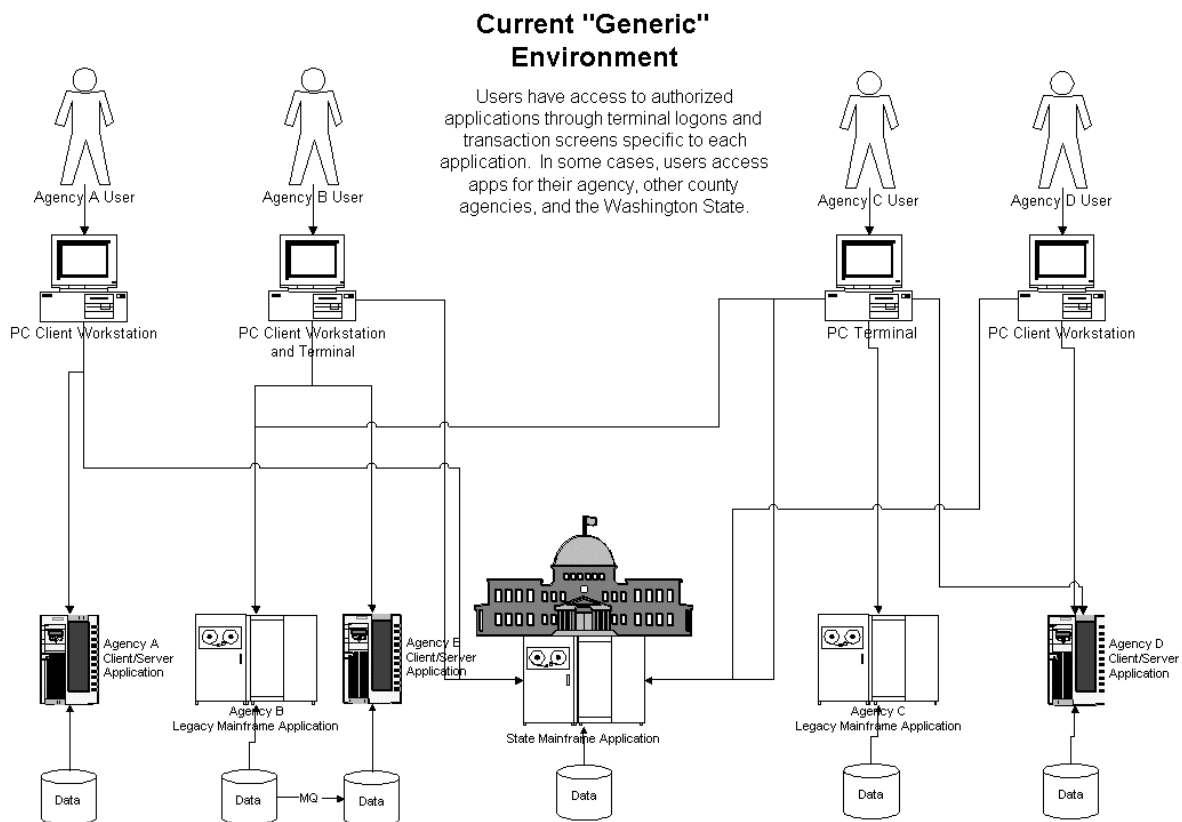 Current "Generic"
Environment
Users have access to authorized
applications through terminal logons and
transaction screens specific to each
application. In some cases, users access
apps for their agency, other county
agencies, and the Washington State.
Agency A User
Agency B User
Agency C User
Agency D User
PC Client Workstation
PC Client Workstation
and Terminal
PC Terminal
PC Client Workstation
Agency A
Client/Server
Application
Agency B
Legacy Mainframe Application
Agency E
Client/Server
Application
State Mainframe Application
Agency C
Legacy Mainframe Application
Agency D
Client/Server
Application
Data
Data
MQ
Data
Data
Data
Data